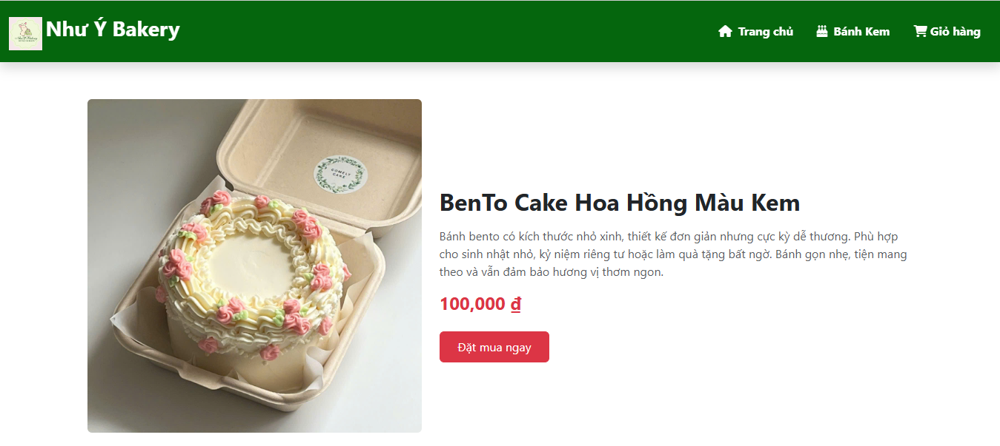 Như Ý Bakery
Trang chủ
Bánh Kem
Giỏ hàng
COMELY
CAKE
BenTo Cake Hoa Hồng Màu Kem
Bánh bento có kích thước nhỏ xinh, thiết kế đơn giản nhưng cực kỳ dễ thương. Phù hợp
cho sinh nhật nhỏ, kỷ niệm riêng tư hoặc làm quà tặng bất ngờ. Bánh gọn nhẹ, tiện mang
theo và vẫn đảm bảo hương vị thơm ngon.
100,000 ₫
Đặt mua ngay